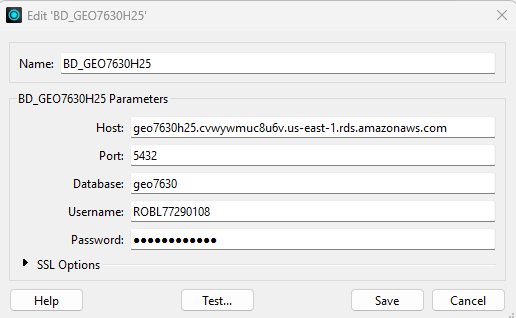 Edit 'BD_GEO7630H25'
Name: BD_GEO7630H25
BD_GEO7630H25 Parameters
Host: geo7630h25.cvwywmuc8u6v.us-east-1.rds.amazonaws.com
Port: 5432
Database: geo7630
Username: ROBL77290108
Password: ●●●●●●●●●●●●
SSL Options
Help Test... Save Cancel